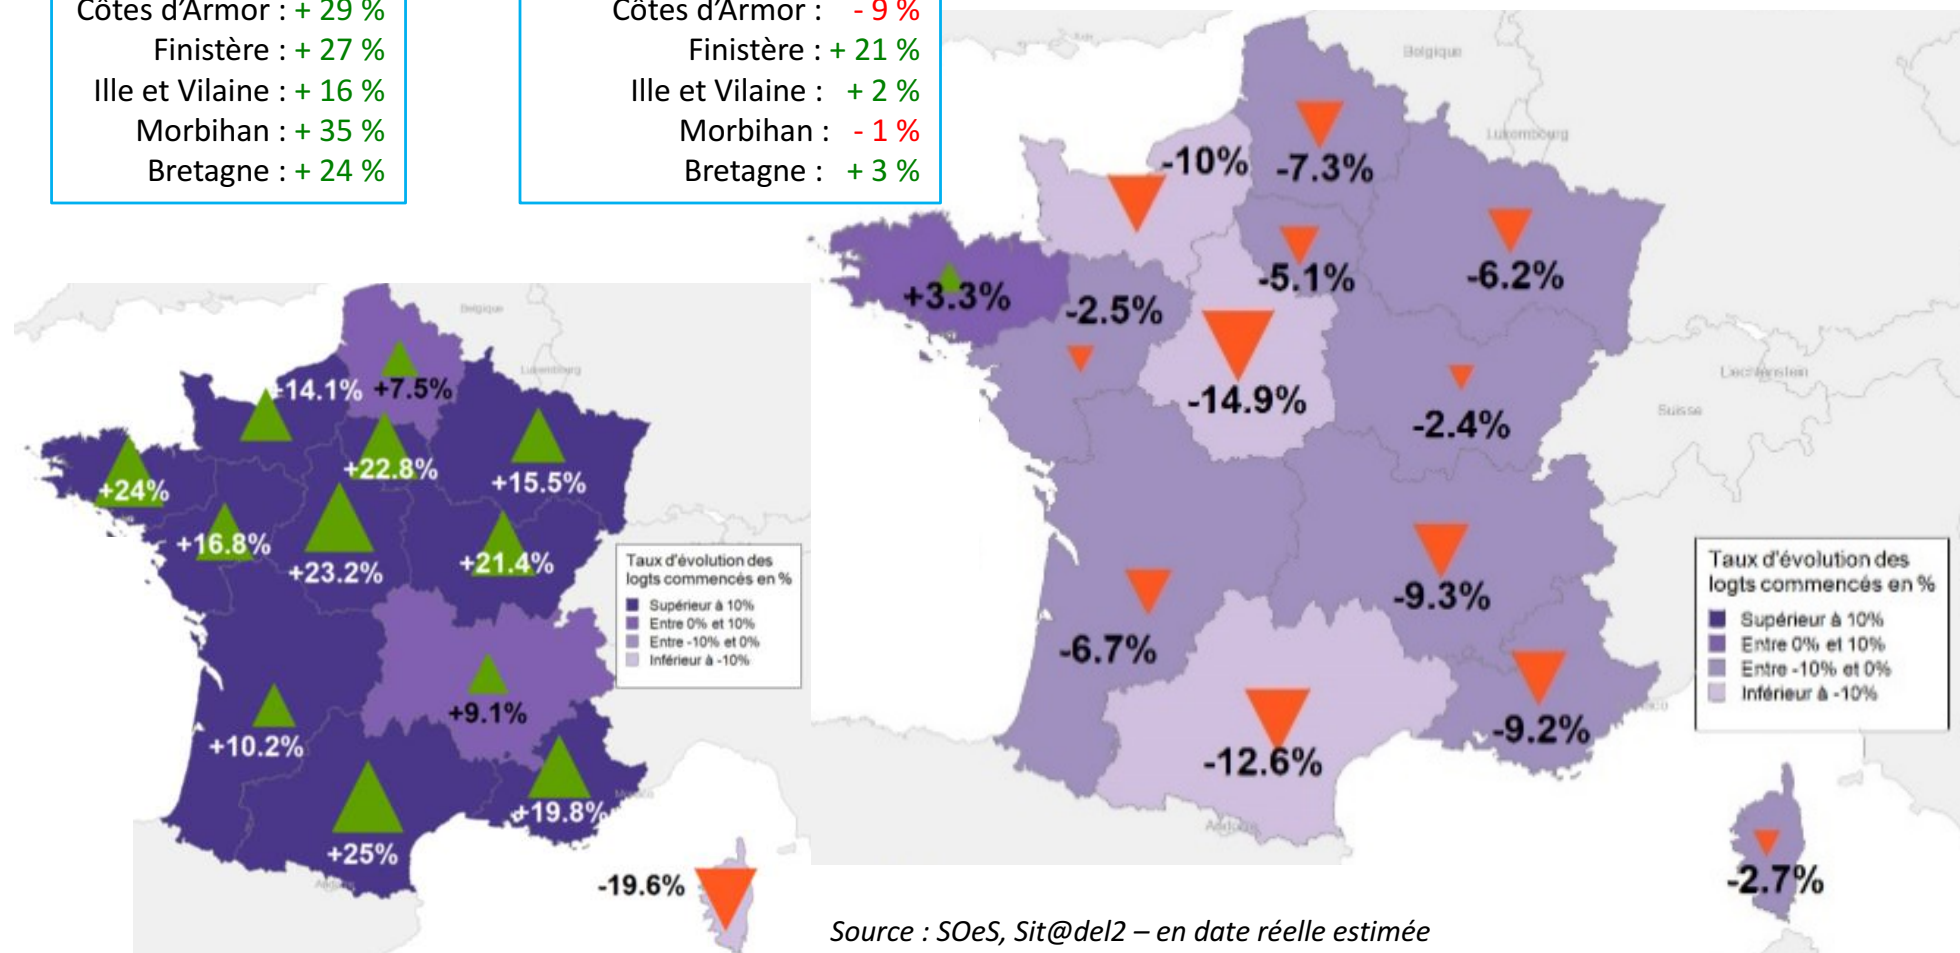 Côtes d'Armor : + 29 %
Finistère : + 27 %
Ille et Vilaine : + 16 %
Morbihan : + 35 %
Bretagne : + 24 %
Côtes d'Armor : - 9 %
Finistère : + 21 %
Ille et Vilaine : + 2 %
Morbihan : - 1 %
Bretagne : + 3 %
Belgique
Luxembourg
+14.1%
+7.5%
+24%
+22.8%
+15.5%
+16.8%
+23.2%
+21.4%
+10.2%
+9.1%
+25%
+19.8%
-19.6%
Taux d'évolution des
logts commencés en %
Supérieur à 10%
Entre 0% et 10%
Entre -10% et 0%
Inférieur à -10%
Belgique
Luxembourg
Liechtenstein
Suisse
-10%
-7.3%
-5.1%
-6.2%
+3.3%
-2.5%
-14.9%
-2.4%
-9.3%
-6.7%
-12.6%
-9.2%
-2.7%
Taux d'évolution des
logts commencés en %
Supérieur à 10%
Entre 0% et 10%
Entre -10% et 0%
Inférieur à -10%
Source : SOeS, Sit@del2 – en date réelle estimée